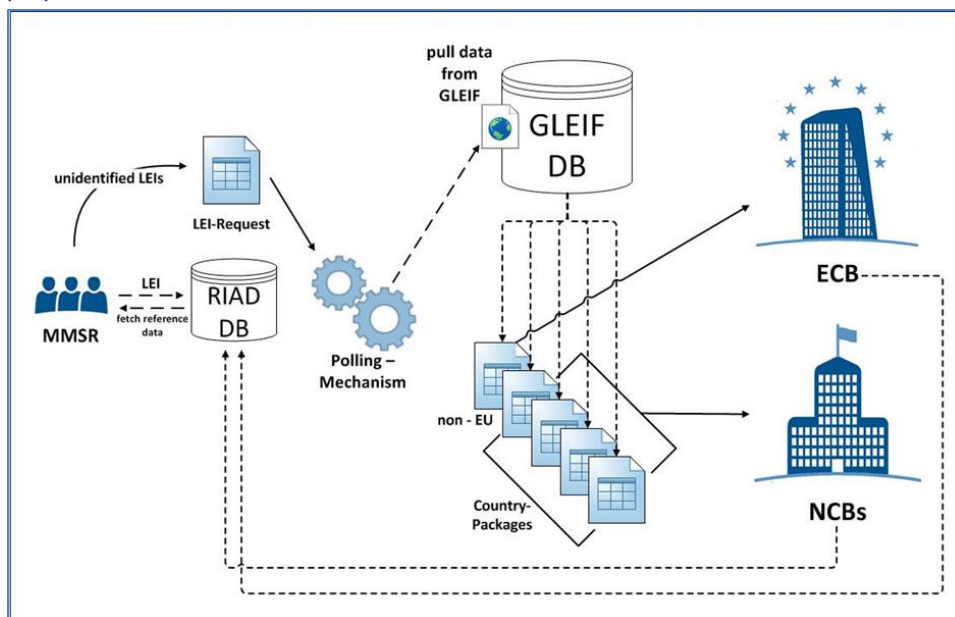 pull data
from
GLEIF
GLEIF
DB
unidentified LEIs
LEI-Request
LEI
fetch reference
data
MMSR
RIAD
DB
Polling –
Mechanism
non - EU
Country-
Packages
ECB
NCBs